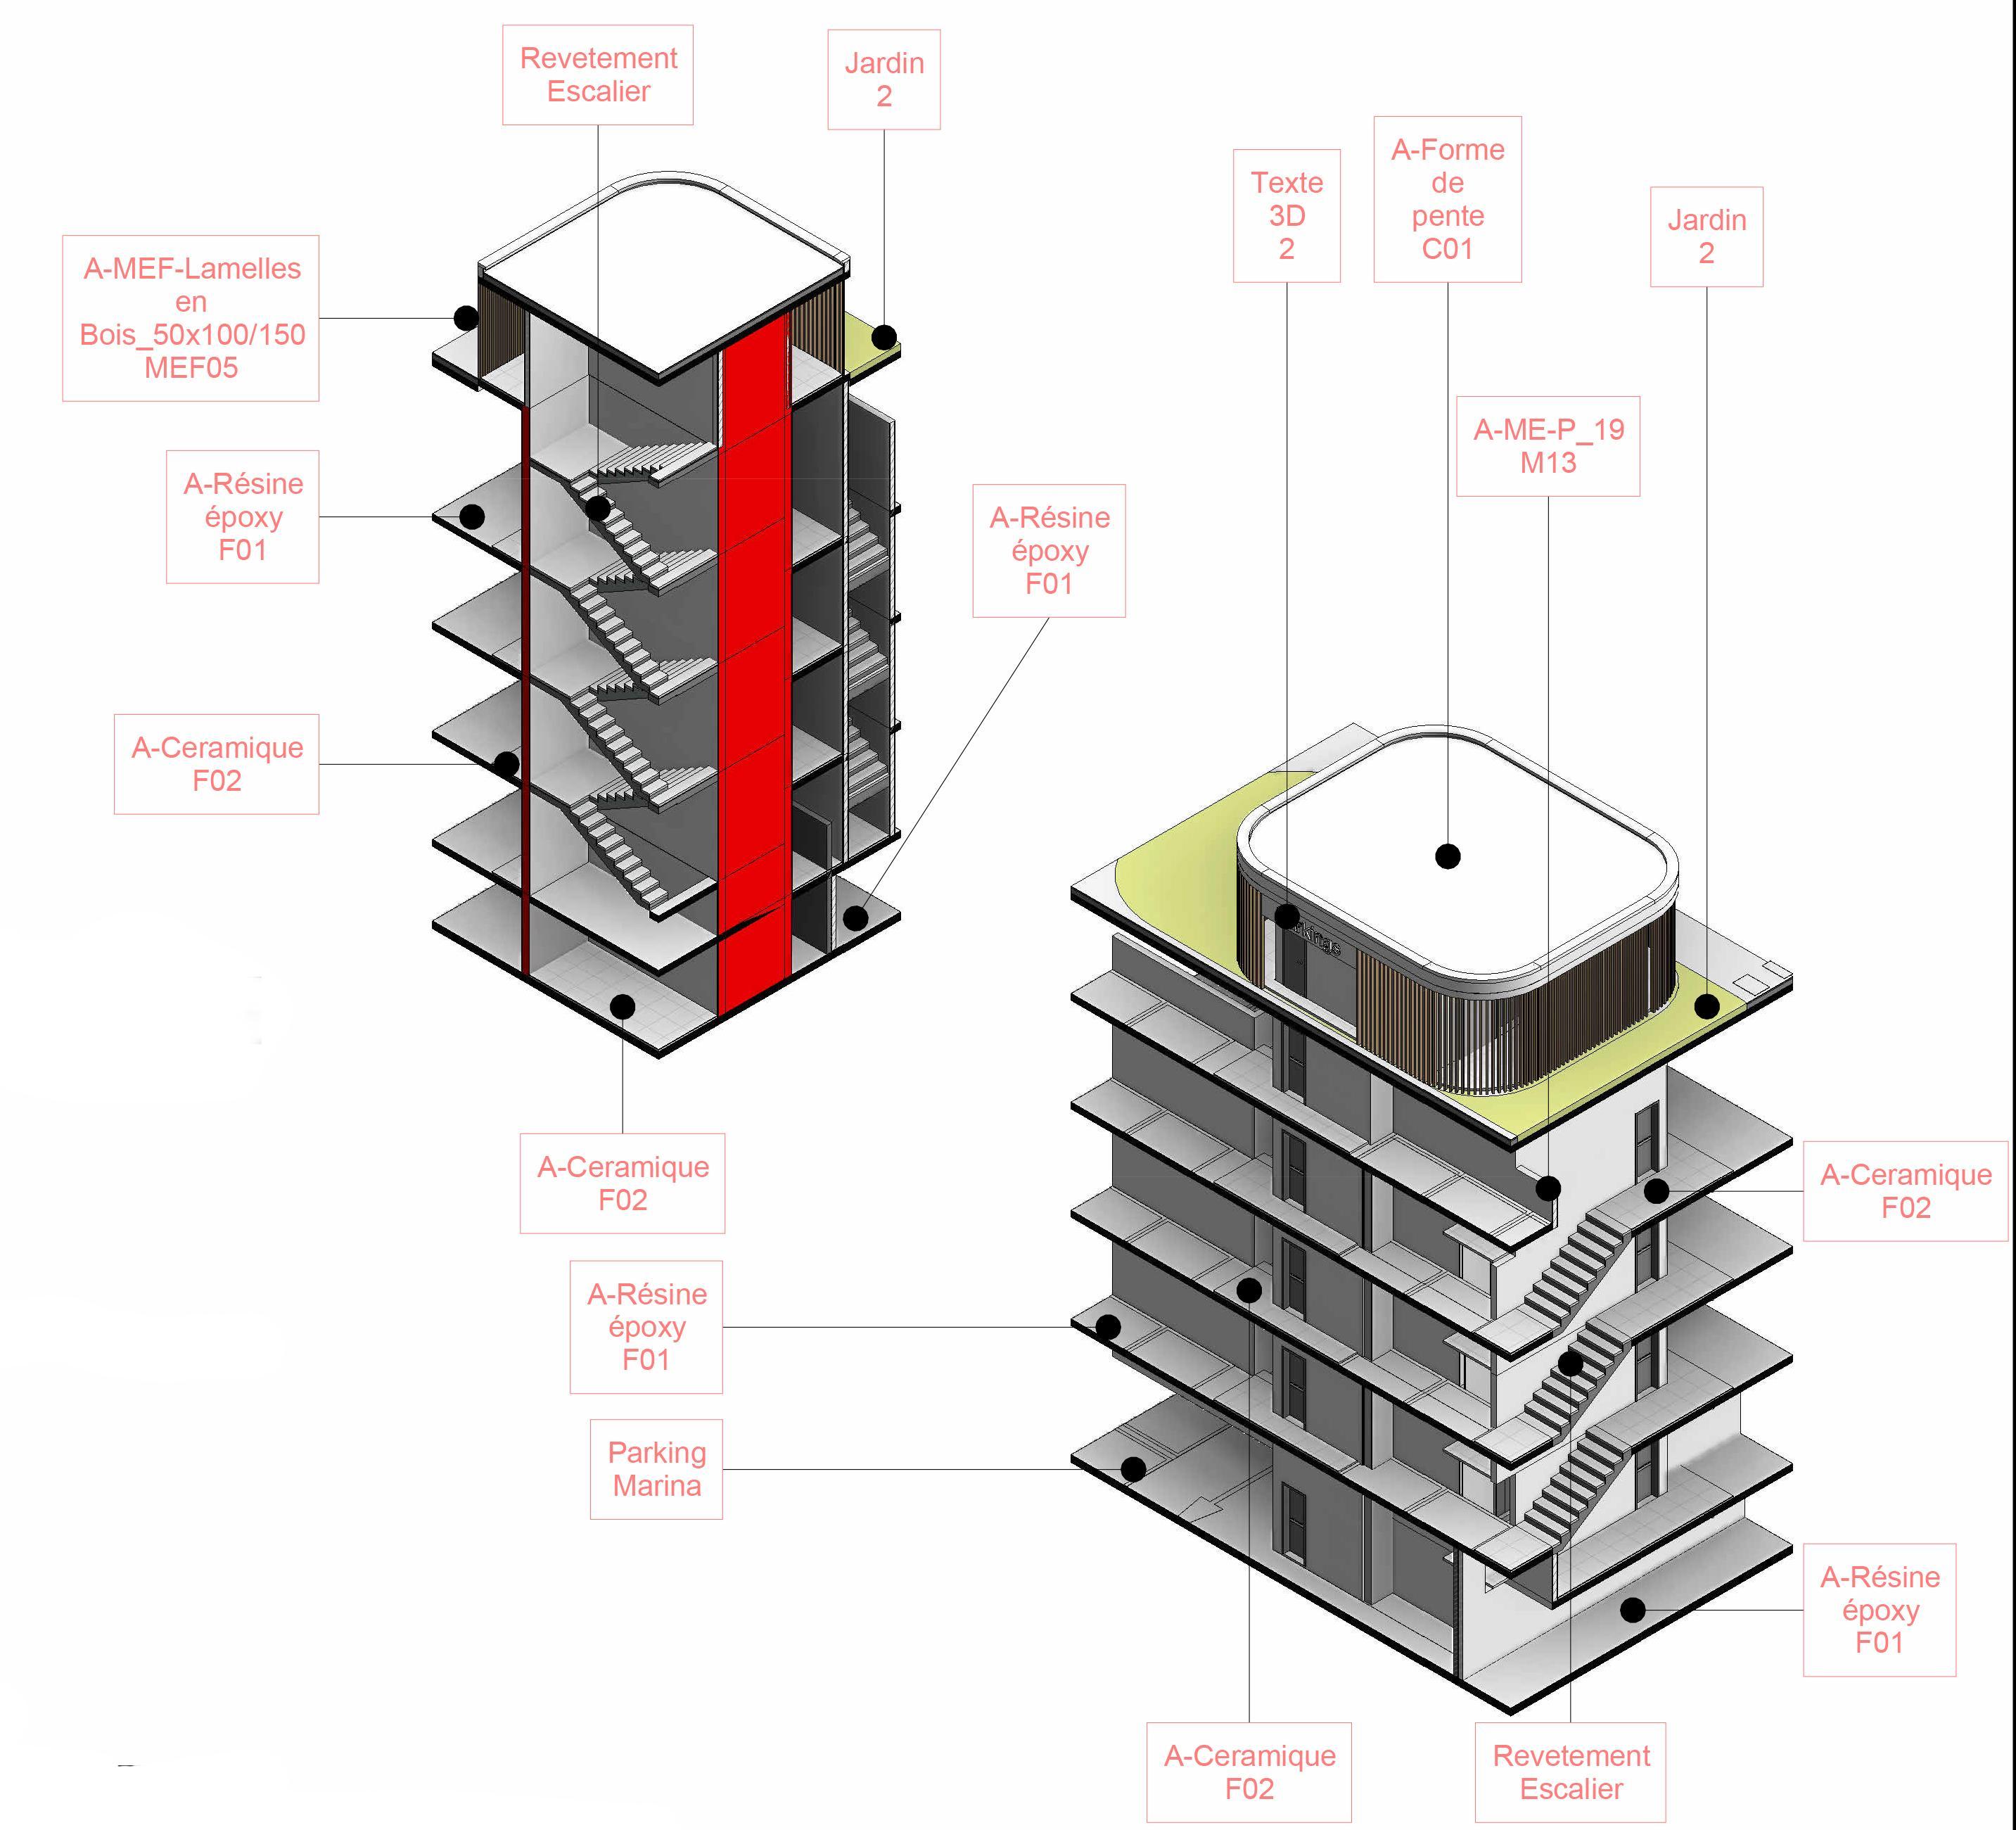 Revetement
Escalier
Jardin
2
A-MEF-Lamelles
en
Bois_50x100/150
MEF05
A-Résine
époxy
F01
A-Résine
époxy
F01
A-Ceramique
F02
A-Ceramique
F02
Texte
3D
2
A-Forme
de
pente
C01
Jardin
2
A-ME-P_19
M13
A-Ceramique
F02
A-Résine
époxy
F01
Parking
Marina
A-Résine
époxy
F01
A-Ceramique
F02
Revetement
Escalier